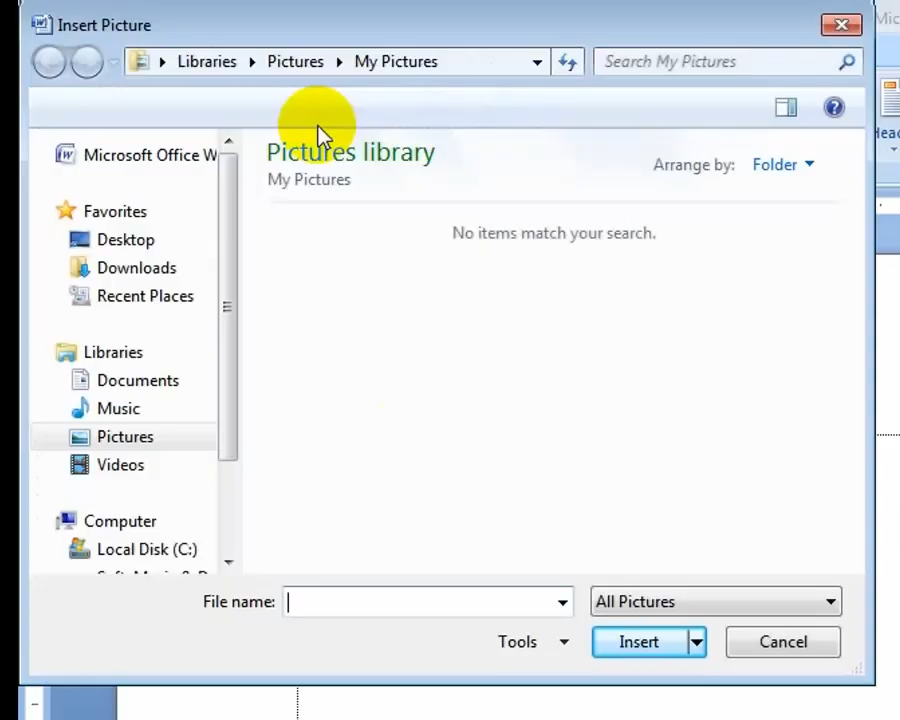 Insert Picture
Mic
Libraries Pictures My Pictures
Search My Pictures
Microsoft Office W
Pictures library
My Pictures
Arrange by: Folder
Favorites
Desktop
Downloads
Recent Places
No items match your search.
Libraries
Documents
Music
Pictures
Videos
Computer
Local Disk (C:)
File name:
All Pictures
Tools
Insert
Cancel